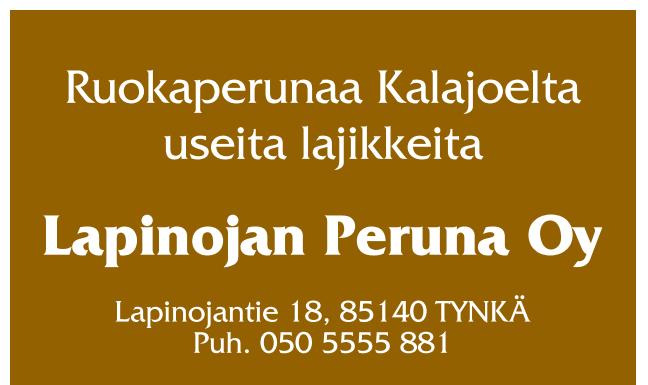 Ruokaperunaa Kalajoelta
useita lajikkeita
Lapinojan Peruna Oy
Lapinojantie 18, 85140 TYNKÄ
Puh. 050 5555 881